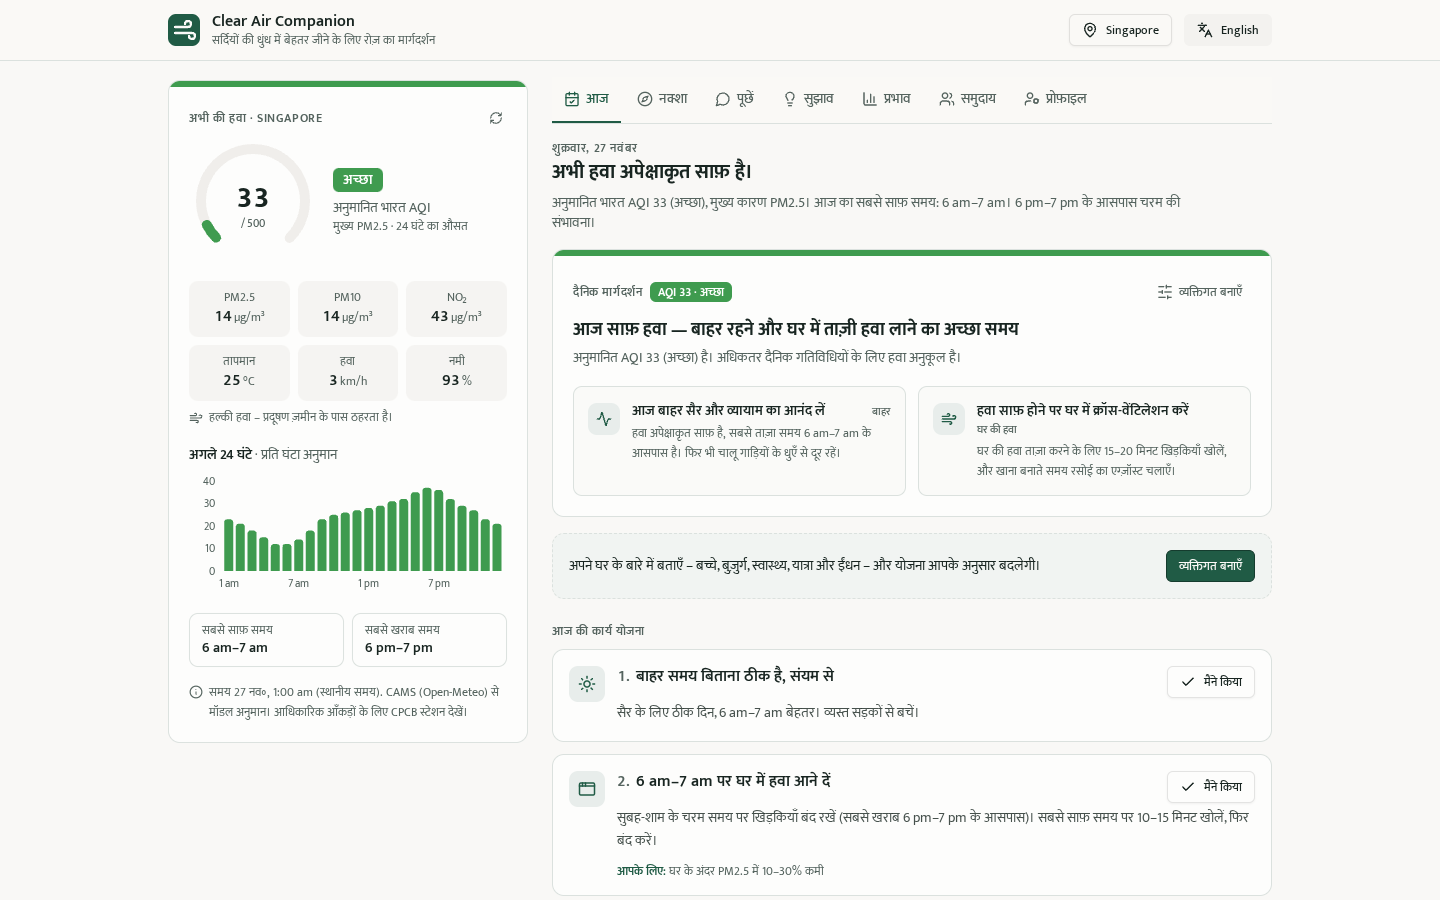 Clear Air Companion
सर्दियों की धुंध में बेहतर जीने के लिए रोज़ का मार्गदर्शन
Singapore
English
अभी की हवा · SINGAPORE
33
/ 500
अच्छा
अनुमानित भारत AQI
मुख्य PM2.5 · 24 घंटे का औसत
PM2.5
14 µg/m³
PM10
14 µg/m³
NO₂
43 µg/m³
तापमान
25 °C
हवा
3 km/h
नमी
93 %
हल्की हवा – प्रदूषण ज़मीन के पास ठहरता है।
अगले 24 घंटे · प्रति घंटा अनुमान
40
30
20
10
0
1 am
7 am
1 pm
7 pm
सबसे साफ़ समय
6 am–7 am
सबसे खराब समय
6 pm–7 pm
समय 27 नव॰, 1:00 am (स्थानीय समय). CAMS (Open-Meteo) से
मॉडल अनुमान। आधिकारिक आँकड़ों के लिए CPCB स्टेशन देखें।
आज
नक्शा
पूछें
सुझाव
प्रभाव
समुदाय
प्रोफ़ाइल
शुक्रवार, 27 नवंबर
अभी हवा अपेक्षाकृत साफ़ है।
अनुमानित भारत AQI 33 (अच्छा), मुख्य कारण PM2.5। आज का सबसे साफ़ समय: 6 am–7 am। 6 pm–7 pm के आसपास चरम की
संभावना।
दैनिक मार्गदर्शन
AQI 33 · अच्छा
व्यक्तिगत बनाएँ
आज साफ़ हवा — बाहर रहने और घर में ताज़ी हवा लाने का अच्छा समय
अनुमानित AQI 33 (अच्छा) है। अधिकतर दैनिक गतिविधियों के लिए हवा अनुकूल है।
आज बाहर सैर और व्यायाम का आनंद लें
बाहर
हवा अपेक्षाकृत साफ़ है, सबसे ताज़ा समय 6 am–7 am के
आसपास है। फिर भी चालू गाड़ियों के धुएँ से दूर रहें।
हवा साफ़ होने पर घर में क्रॉस-वेंटिलेशन करें
घर की हवा
घर की हवा ताज़ा करने के लिए 15–20 मिनट खिड़कियाँ खोलें,
और खाना बनाते समय रसोई का एग्ज़ॉस्ट चलाएँ।
अपने घर के बारे में बताएँ – बच्चे, बुज़ुर्ग, स्वास्थ्य, यात्रा और ईंधन – और योजना आपके अनुसार बदलेगी।
व्यक्तिगत बनाएँ
आज की कार्य योजना
1. बाहर समय बिताना ठीक है, संयम से
मैंने किया
सैर के लिए ठीक दिन, 6 am–7 am बेहतर। व्यस्त सड़कों से बचें।
2. 6 am–7 am पर घर में हवा आने दें
मैंने किया
सुबह-शाम के चरम समय पर खिड़कियाँ बंद रखें (सबसे खराब 6 pm–7 pm के आसपास)। सबसे साफ़ समय पर 10–15 मिनट खोलें, फिर
बंद करें।
आपके लिए: घर के अंदर PM2.5 में 10–30% कमी